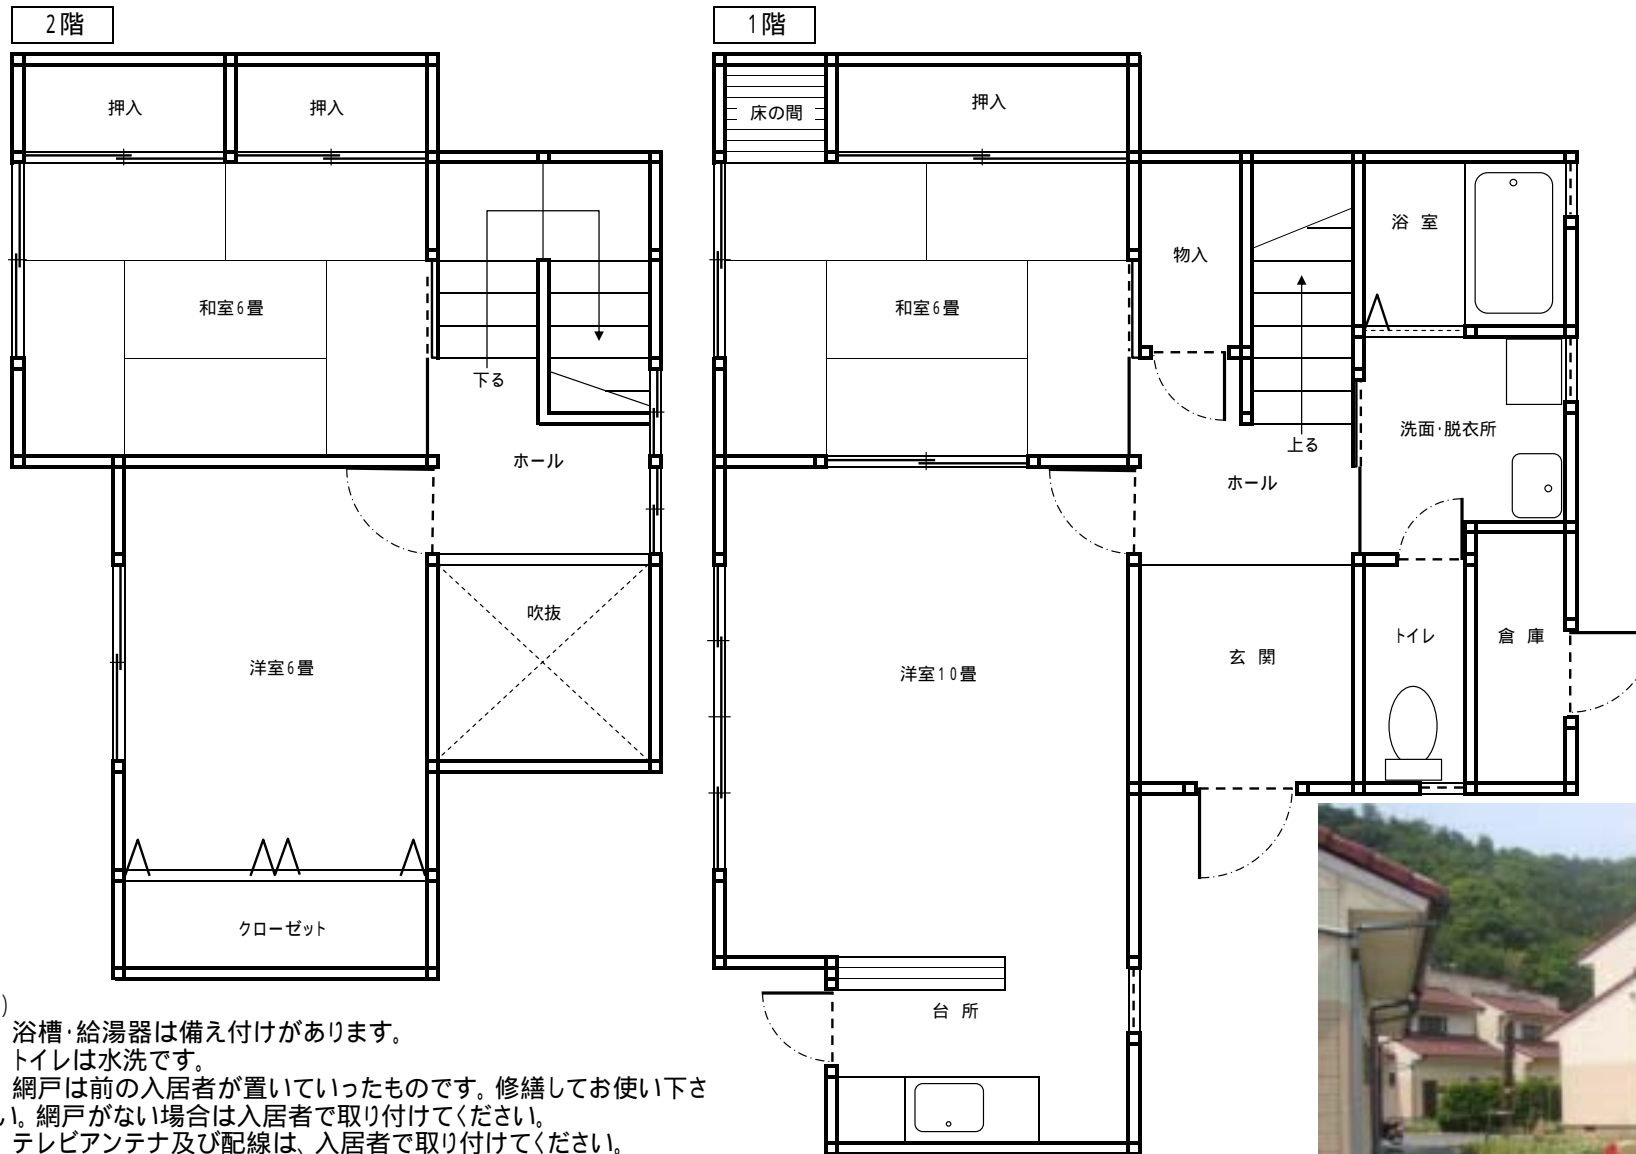 2階
押入
押入
和室6畳
下る
ホール
吹抜
洋室6畳
クローゼット
1階
床の間
押入
物入
浴 室
和室6畳
上る
洗面・脱衣所
ホール
トイレ
倉 庫
玄 関
洋室10畳
台 所
)
浴槽・給湯器は備え付けがあります。
トイレは水洗です。
網戸は前の入居者が置いていったものです。修繕してお使い下さ
い。網戸がない場合は入居者で取り付けてください。
テレビアンテナ及び配線は、入居者で取り付けてください。